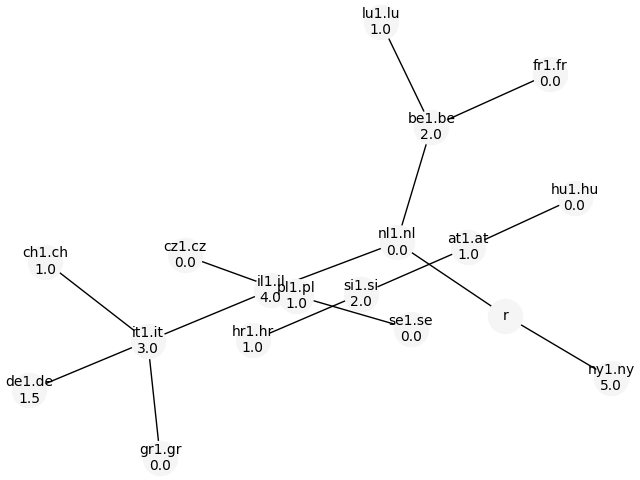 lu1.lu
1.0
fr1.fr
0.0
be1.be
2.0
hu1.hu
0.0
nl1.nl
0.0
at1.at
1.0
cz1.cz
0.0
ch1.ch
1.0
il1.il
4.0
pl1.pl
1.0
si1.si
2.0
r
se1.se
0.0
hr1.hr
1.0
it1.it
3.0
ny1.ny
5.0
de1.de
1.5
gr1.gr
0.0